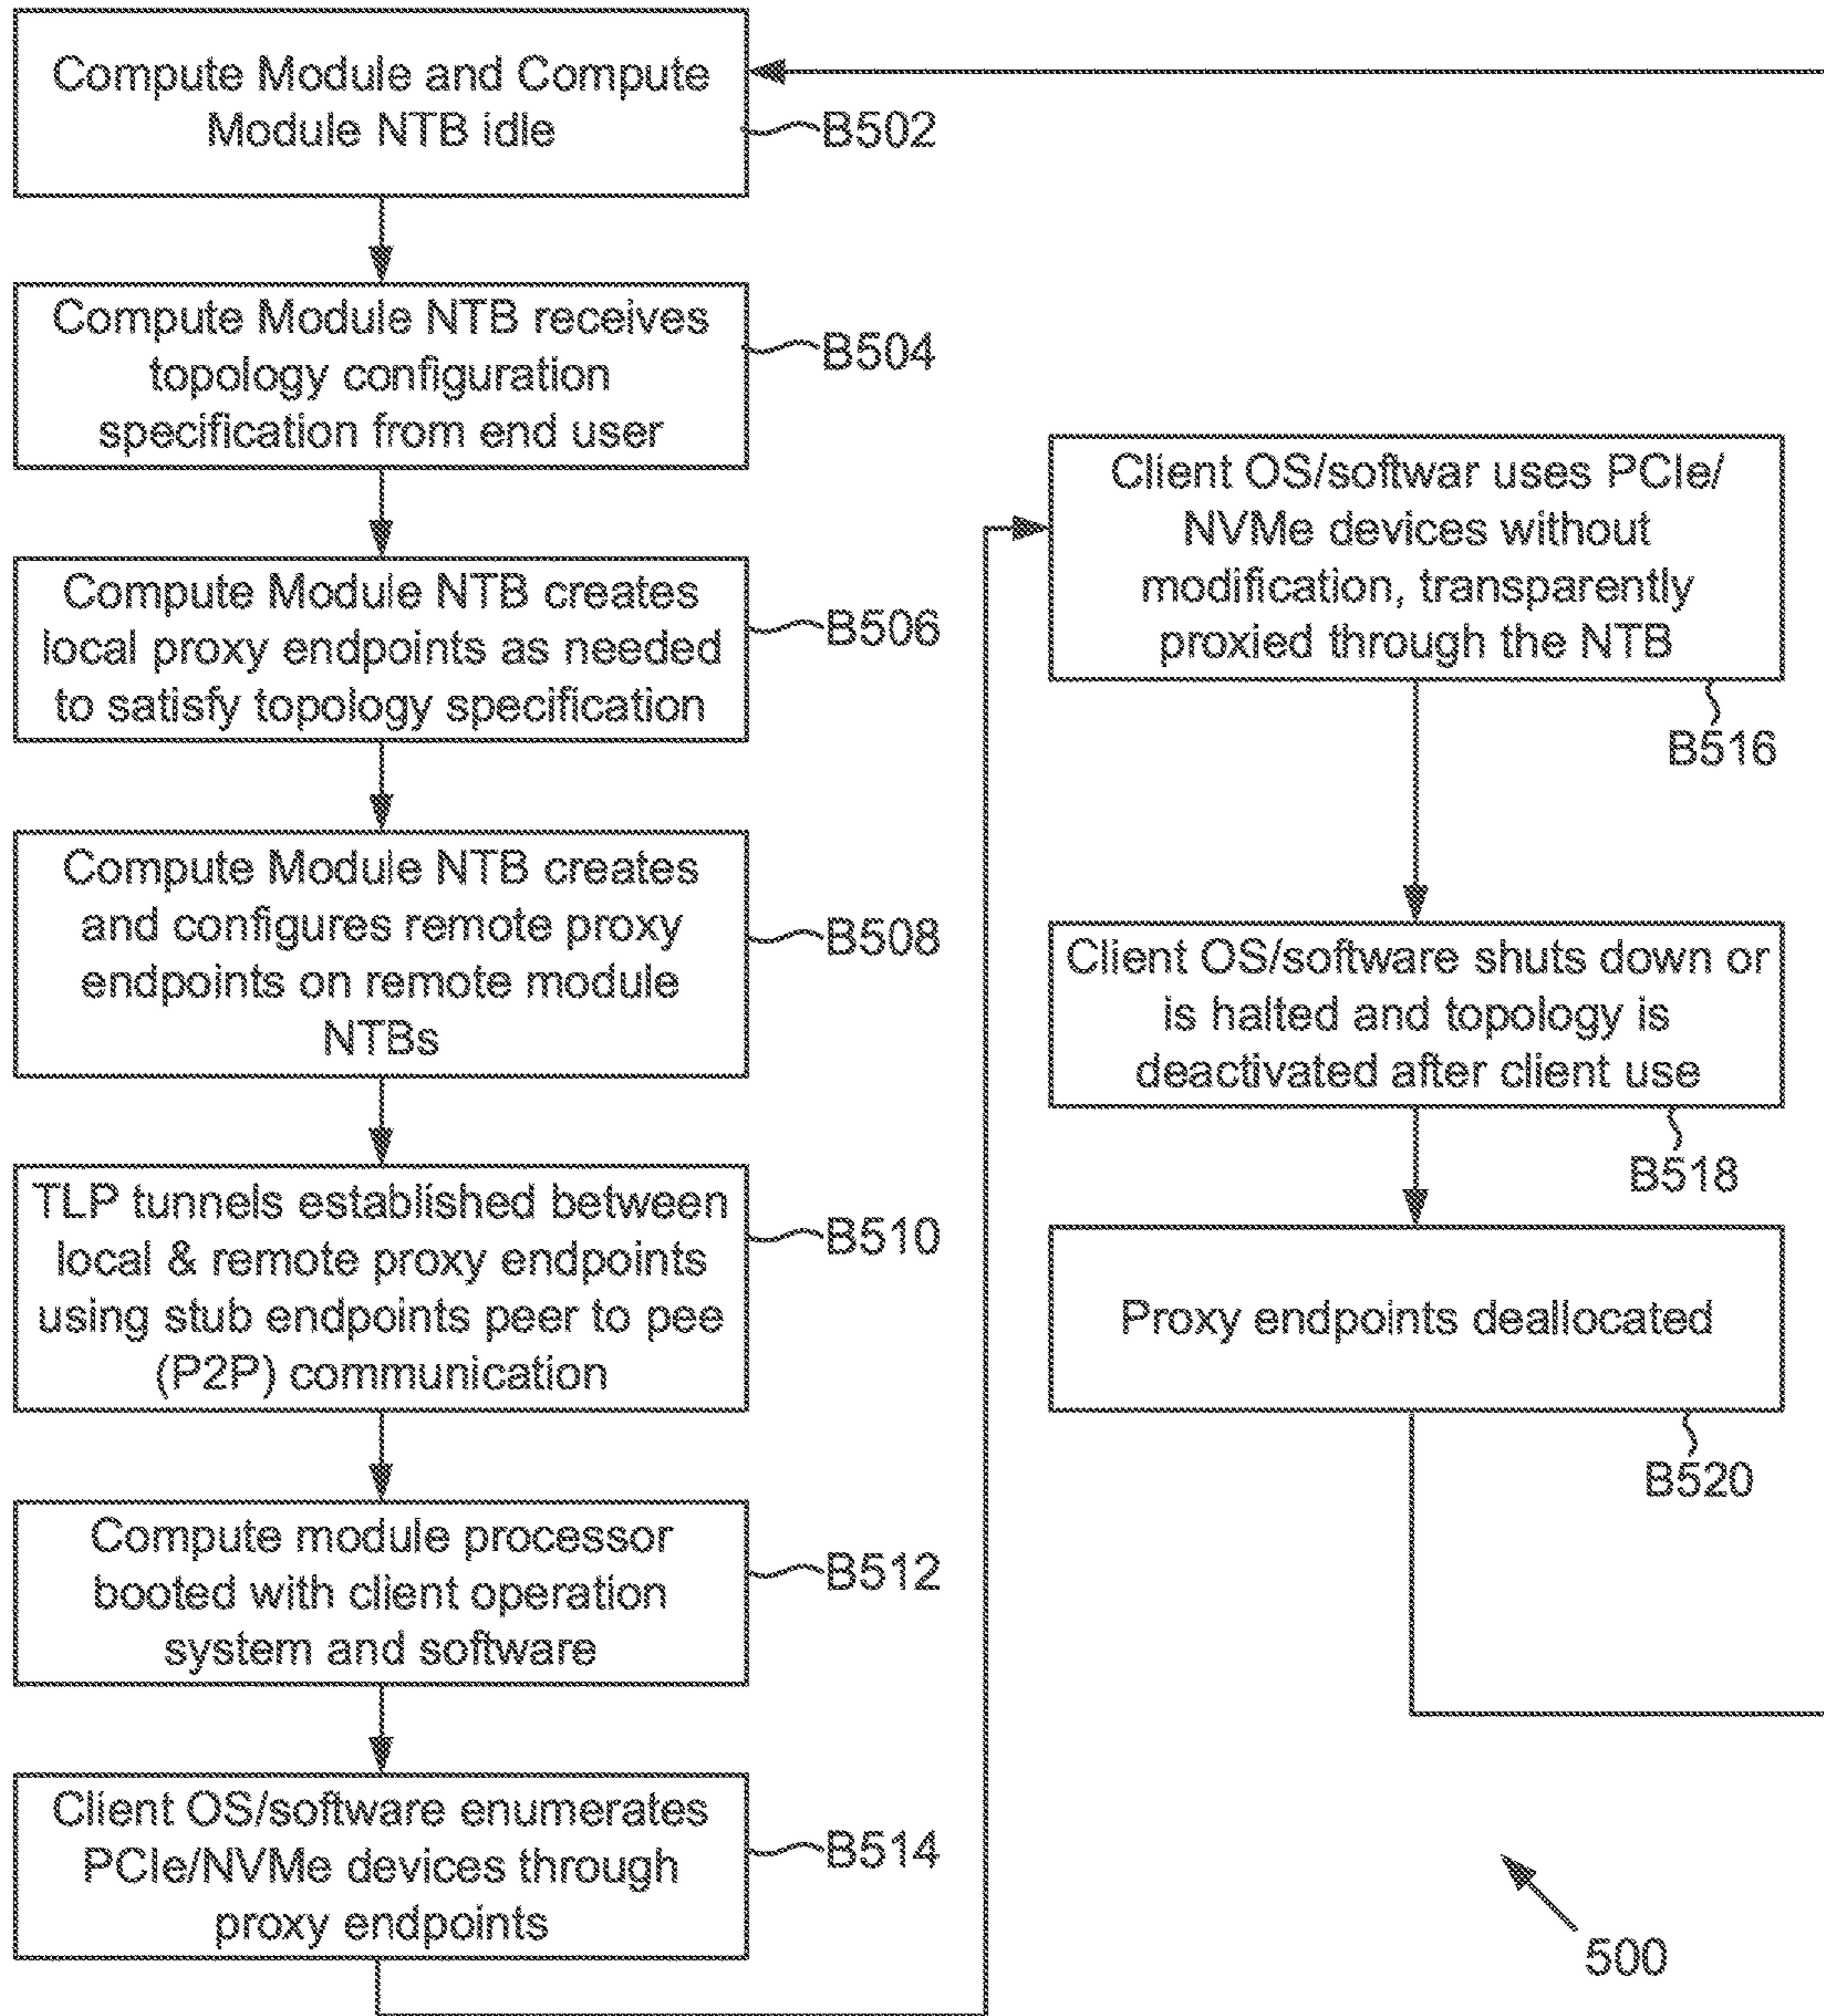 Compute Module and Compute
Module NTB idle
B502
Compute Module NTB receives
topology configuration
specification from end user
B504
Compute Module NTB creates
local proxy endpoints as needed
to satisfy topology specification
B506
Compute Module NTB creates
and configures remote proxy
endpoints on remote module
NTBs
B508
TLP tunnels established between
local & remote proxy endpoints
using stub endpoints peer to pee
(P2P) communication
B510
Compute module processor
booted with client operation
system and software
B512
Client OS/software enumerates
PCIe/NVMe devices through
proxy endpoints
B514
Client OS/softwar uses PCIe/
NVMe devices without
modification, transparently
proxied through the NTB
B516
Client OS/software shuts down or
is halted and topology is
deactivated after client use
B518
Proxy endpoints deallocated
B520
500